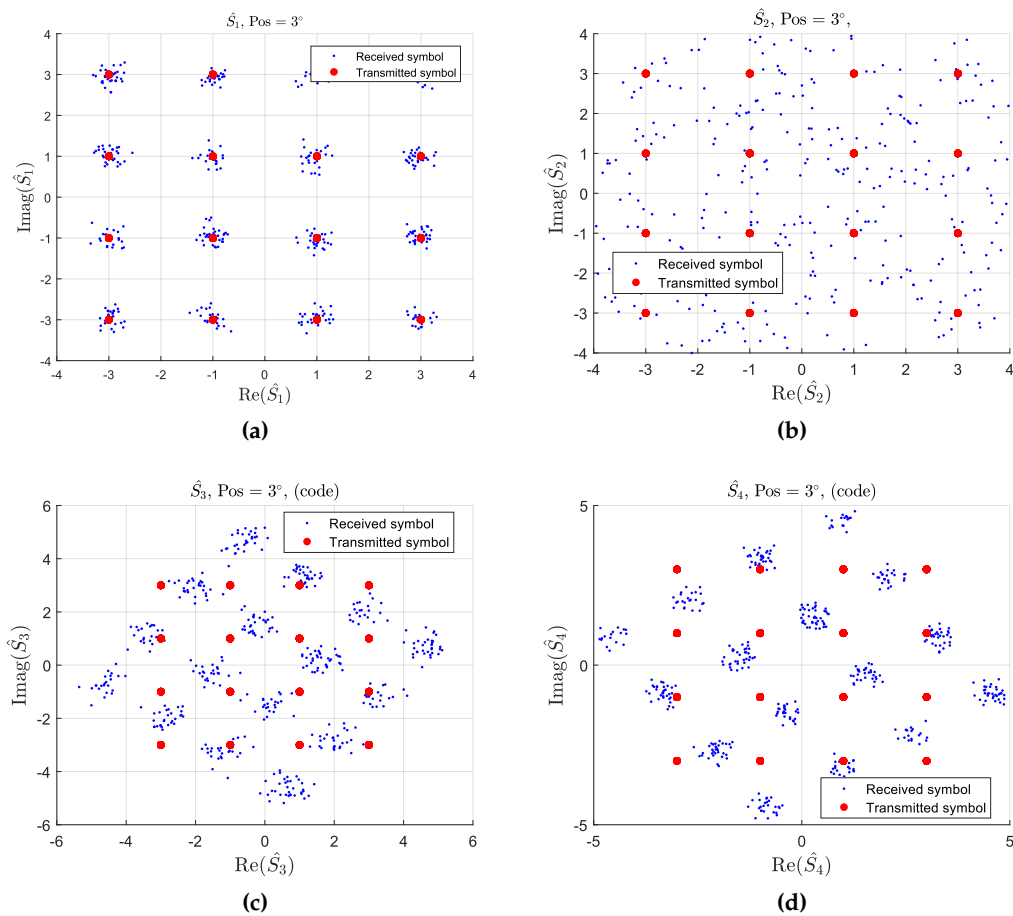 Ŝ₁, Pos = 3°
4
3
2
1
0
-1
-2
-3
-4
-4 -3 -2 -1 0 1 2 3 4
Imag(Ŝ₁)
Re(Ŝ₁)
Received symbol
Transmitted symbol
(a)
Ŝ₂, Pos = 3°,
4
3
2
1
0
-1
-2
-3
-4
-4 -3 -2 -1 0 1 2 3 4
Imag(Ŝ₂)
Re(Ŝ₂)
Received symbol
Transmitted symbol
(b)
Ŝ₃, Pos = 3°, (code)
6
4
2
0
-2
-4
-6
-6 -4 -2 0 2 4 6
Imag(Ŝ₃)
Re(Ŝ₃)
Received symbol
Transmitted symbol
(c)
Ŝ₄, Pos = 3°, (code)
5
0
-5
-5 0 5
Imag(Ŝ₄)
Re(Ŝ₄)
Received symbol
Transmitted symbol
(d)